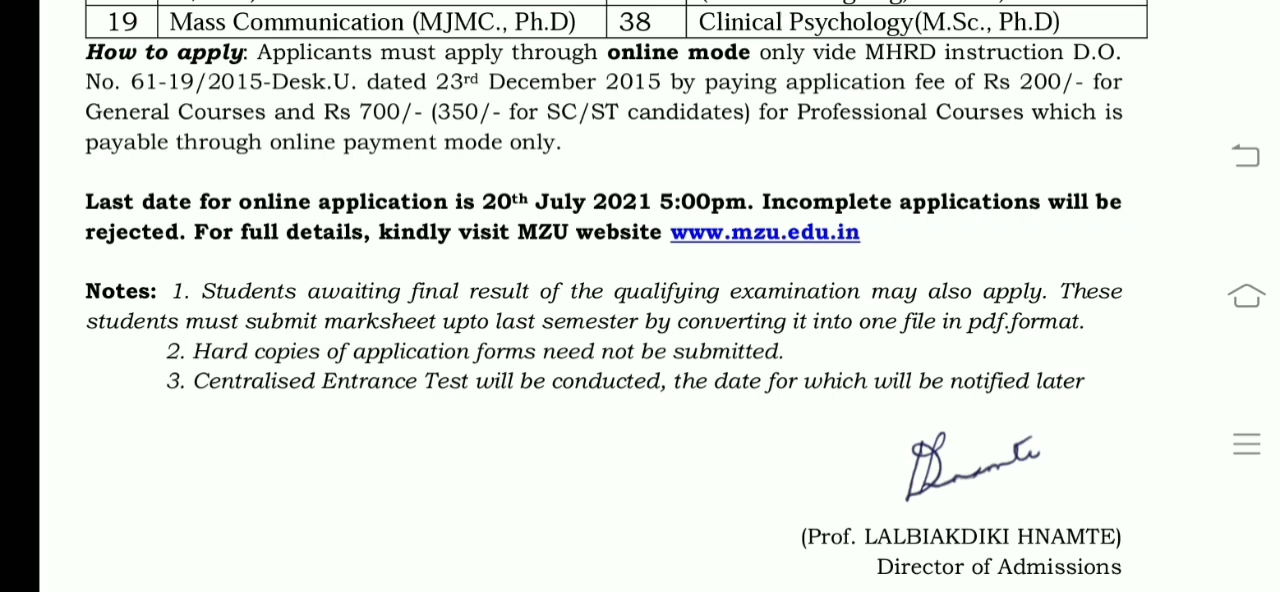 19 Mass Communication (MJMC., Ph.D) 38 Clinical Psychology(M.Sc., Ph.D)
How to apply: Applicants must apply through online mode only vide MHRD instruction D.O.
No. 61-19/2015-Desk.U. dated 23rd December 2015 by paying application fee of Rs 200/- for
General Courses and Rs 700/- (350/- for SC/ST candidates) for Professional Courses which is
payable through online payment mode only.
Last date for online application is 20th July 2021 5:00pm. Incomplete applications will be
rejected. For full details, kindly visit MZU website www.mzu.edu.in
Notes: 1. Students awaiting final result of the qualifying examination may also apply. These
students must submit marksheet upto last semester by converting it into one file in pdf.format.
2. Hard copies of application forms need not be submitted.
3. Centralised Entrance Test will be conducted, the date for which will be notified later
(Prof. LALBIAKDIKI HNAMTE)
Director of Admissions